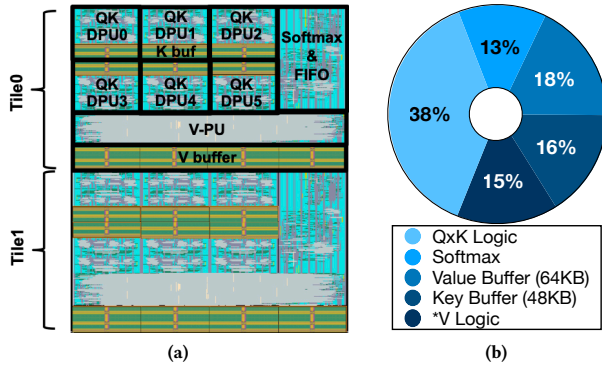 Tile0
Tile1
QK
DPU0
QK
DPU1
QK
DPU2
K buf
Softmax
&
FIFO
QK
DPU3
QK
DPU4
QK
DPU5
V-PU
V buffer
(a)
13%
18%
38%
16%
15%
QxK Logic
Softmax
Value Buffer (64KB)
Key Buffer (48KB)
*V Logic
(b)